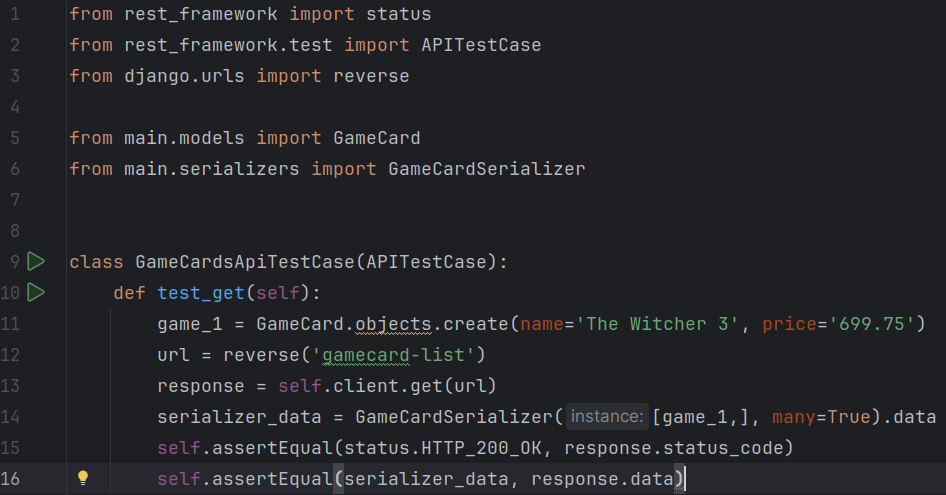 1 from rest_framework import status
2 from rest_framework.test import APITestCase
3 from django.urls import reverse
4
5 from main.models import GameCard
6 from main.serializers import GameCardSerializer
7
8
9 class GameCardsApiTestCase(APITestCase):
10     def test_get(self):
11         game_1 = GameCard.objects.create(name='The Witcher 3', price='699.75')
12         url = reverse('gamecard-list')
13         response = self.client.get(url)
14         serializer_data = GameCardSerializer( instance: [game_1,], many=True).data
15         self.assertEqual(status.HTTP_200_OK, response.status_code)
16         self.assertEqual(serializer_data, response.data)